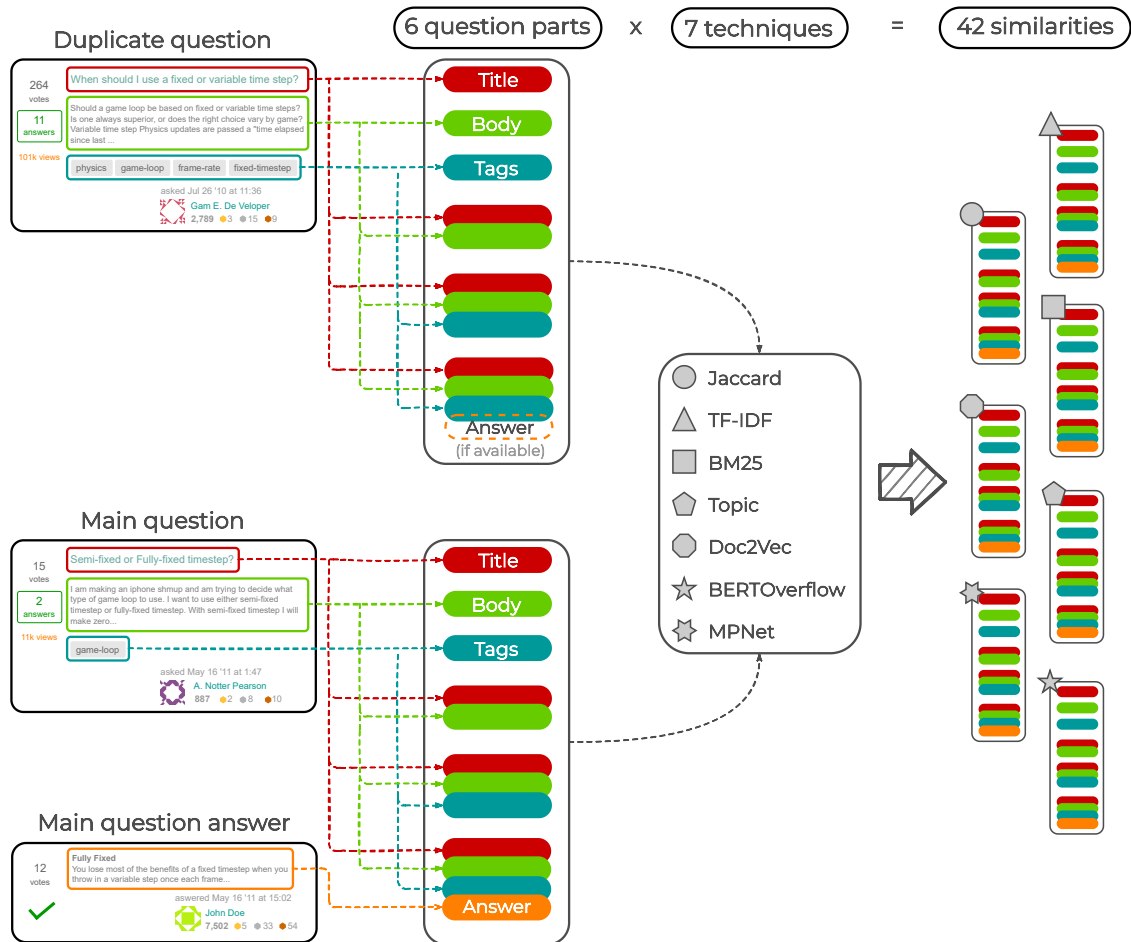 6 question parts x 7 techniques = 42 similarities
Duplicate question
264
votes
11
answers
101k views
When should I use a fixed or variable time step?
Should a game loop be based on fixed or variable time steps?
Is one always superior, or does the right choice vary by game?
Variable time step Physics updates are passed a "time elapsed
since last ...
physics game-loop frame-rate fixed-timestep
asked Jul 26 '10 at 11:36
Gam E. De Veloper
2,789 3 15 9
Title
Body
Tags
Answer
(if available)
Main question
15
votes
2
answers
11k views
Semi-fixed or Fully-fixed timestep?
I am making an iphone shmup and am trying to decide what
type of game loop to use. I want to use either semi-fixed
timestep or fully-fixed timestep. With semi-fixed timestep I will
make zero...
game-loop
asked May 16 '11 at 1:47
A. Notter Pearson
887 2 8 10
Title
Body
Tags
Answer
Main question answer
12
votes
Fully Fixed
You lose most of the benefits of a fixed timestep when you
throw in a variable step once each frame...
aswered May 16 '11 at 15:02
John Doe
7,502 5 33 54
Jaccard
TF-IDF
BM25
Topic
Doc2Vec
BERTOverflow
MPNet